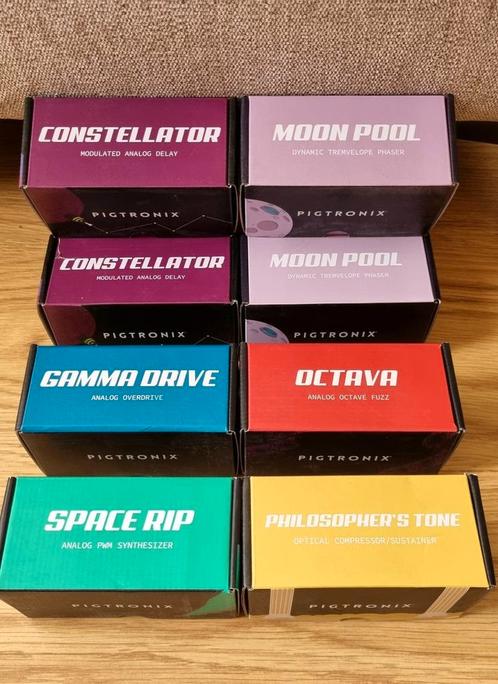 CONSTELLATOR
MODULATED ANALOG DELAY
PIGTRONIX
MOON POOL
DYNAMIC TREMVELOPE PHASER
PIGTRONIX
CONSTELLATOR
MODULATED ANALOG DELAY
PIGTRONIX
MOON POOL
DYNAMIC TREMVELOPE PHASER
PIGTRONIX
GAMMA DRIVE
ANALOG OVERDRIVE
PIGTRONIX
OCTAVA
ANALOG OCTAVE FUZZ
PIGTRONIX
SPACE RIP
ANALOG PWM SYNTHESIZER
PIGTRONIX
PHILOSOPHER'S TONE
OPTICAL COMPRESSOR/SUSTAINER
PIGTRONIX